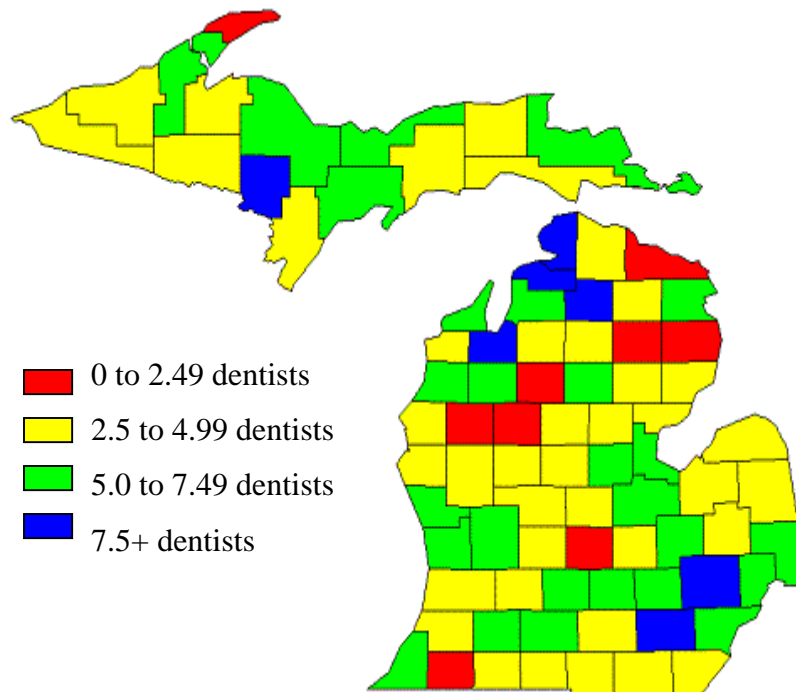 0 to 2.49 dentists
2.5 to 4.99 dentists
5.0 to 7.49 dentists
7.5+ dentists